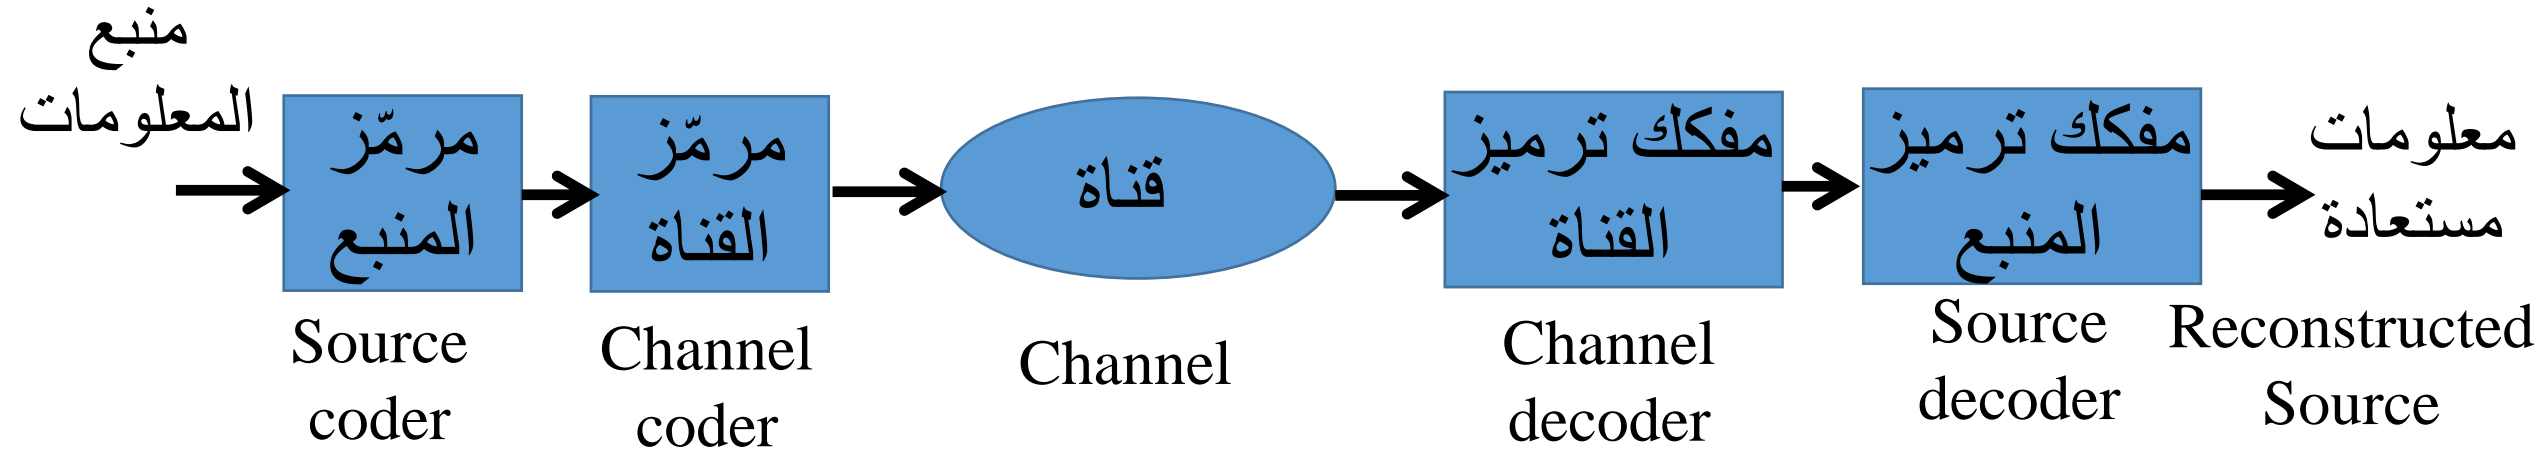 منبع
المعلومات
مرمّز
المنبع
مرمّز
القناة
قناة
مفكك ترميز
القناة
مفكك ترميز
المنبع
معلومات
مستعادة
Source
coder
Channel
coder
Channel
Channel
decoder
Source
decoder
Reconstructed
Source